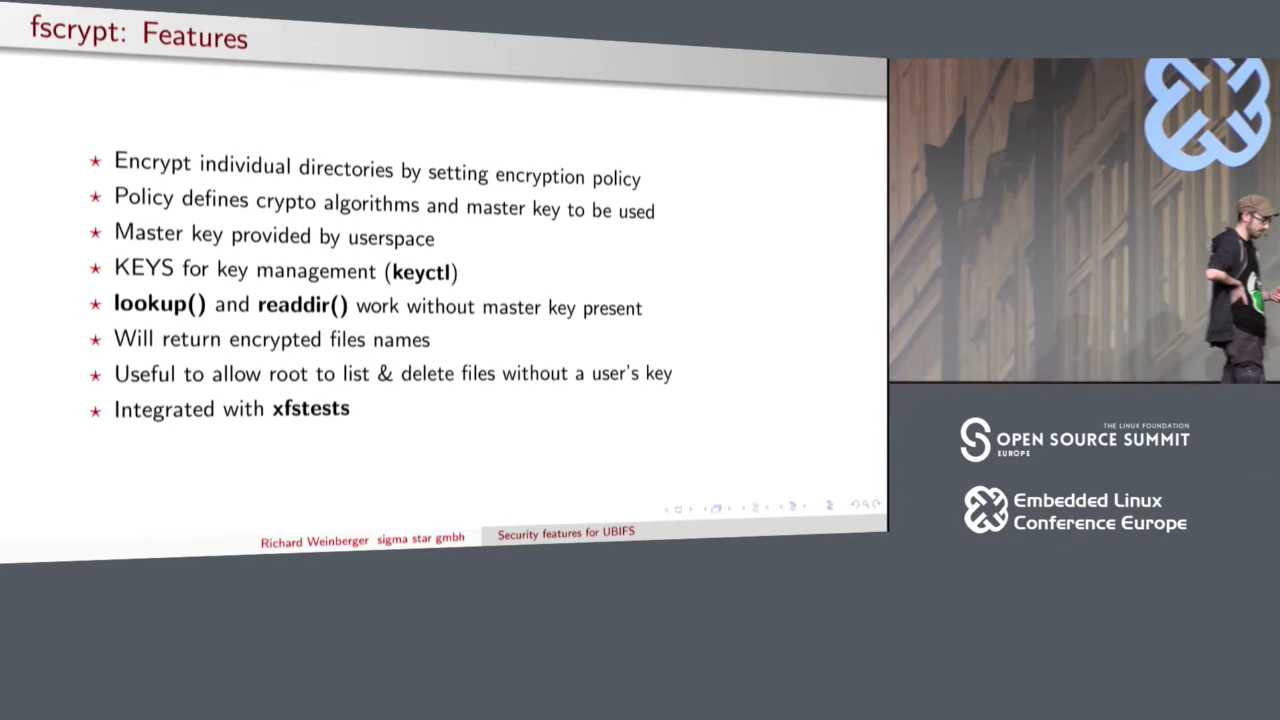 fscrypt: Features
Encrypt individual directories by setting encryption policy
Policy defines crypto algorithms and master key to be used
Master key provided by userspace
KEYS for key management (keyctl)
lookup() and readdir() work without master key present
Will return encrypted files names
Useful to allow root to list & delete files without a user's key
Integrated with xfstests
Richard Weinberger sigma star gmbh
Security features for UBIFS
THE LINUX FOUNDATION
OPEN SOURCE SUMMIT
EUROPE
Embedded Linux
Conference Europe